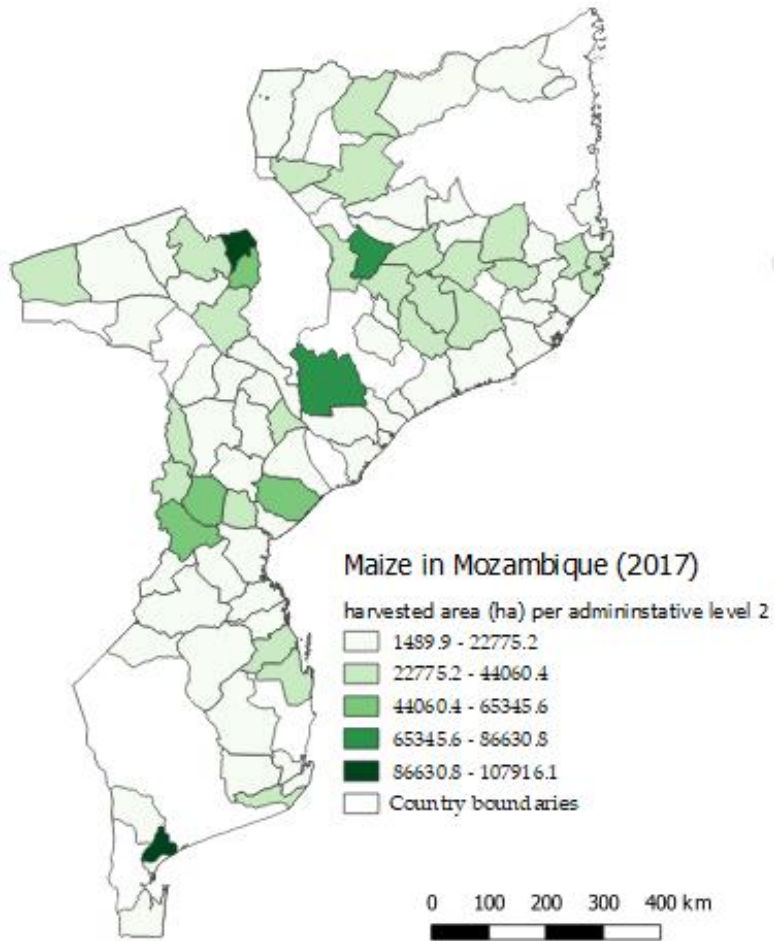 Maize in Mozambique (2017)
harvested area (ha) per admininstative level 2
1489.9 - 22775.2
22775.2 - 44060.4
44060.4 - 65345.6
65345.6 - 86630.8
86630.8 - 107916.1
Country boundaries
0 100 200 300 400 km